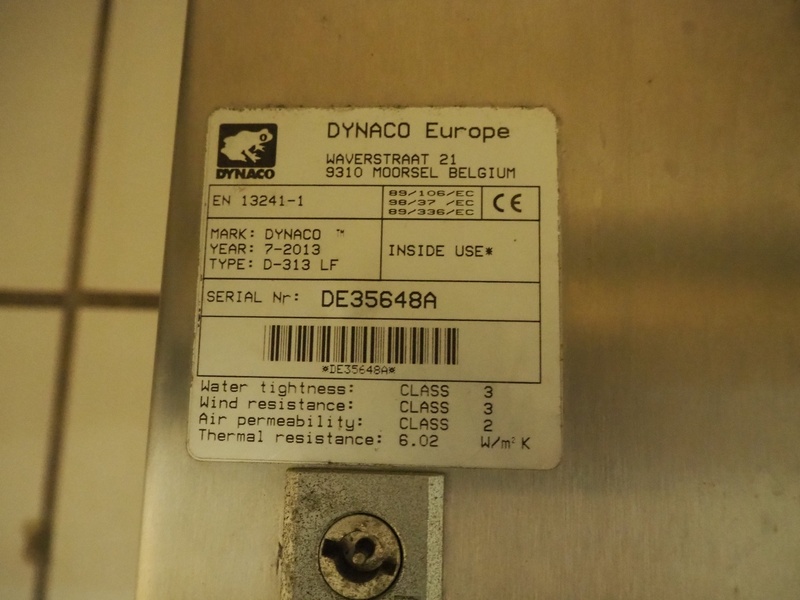 DYNACO
DYNACO Europe
WAVERSTRAAT 21
9310 MOORSEL BELGIUM
EN 13241-1
89/106/EC
98/37 /EC
89/336/EC
CE
MARK: DYNACO ™
YEAR: 7-2013
TYPE: D-313 LF
INSIDE USE*
SERIAL Nr: DE35648A
*DE35648A*
Water tightness: CLASS 3
Wind resistance: CLASS 3
Air permeability: CLASS 2
Thermal resistance: 6.02 W/m² K